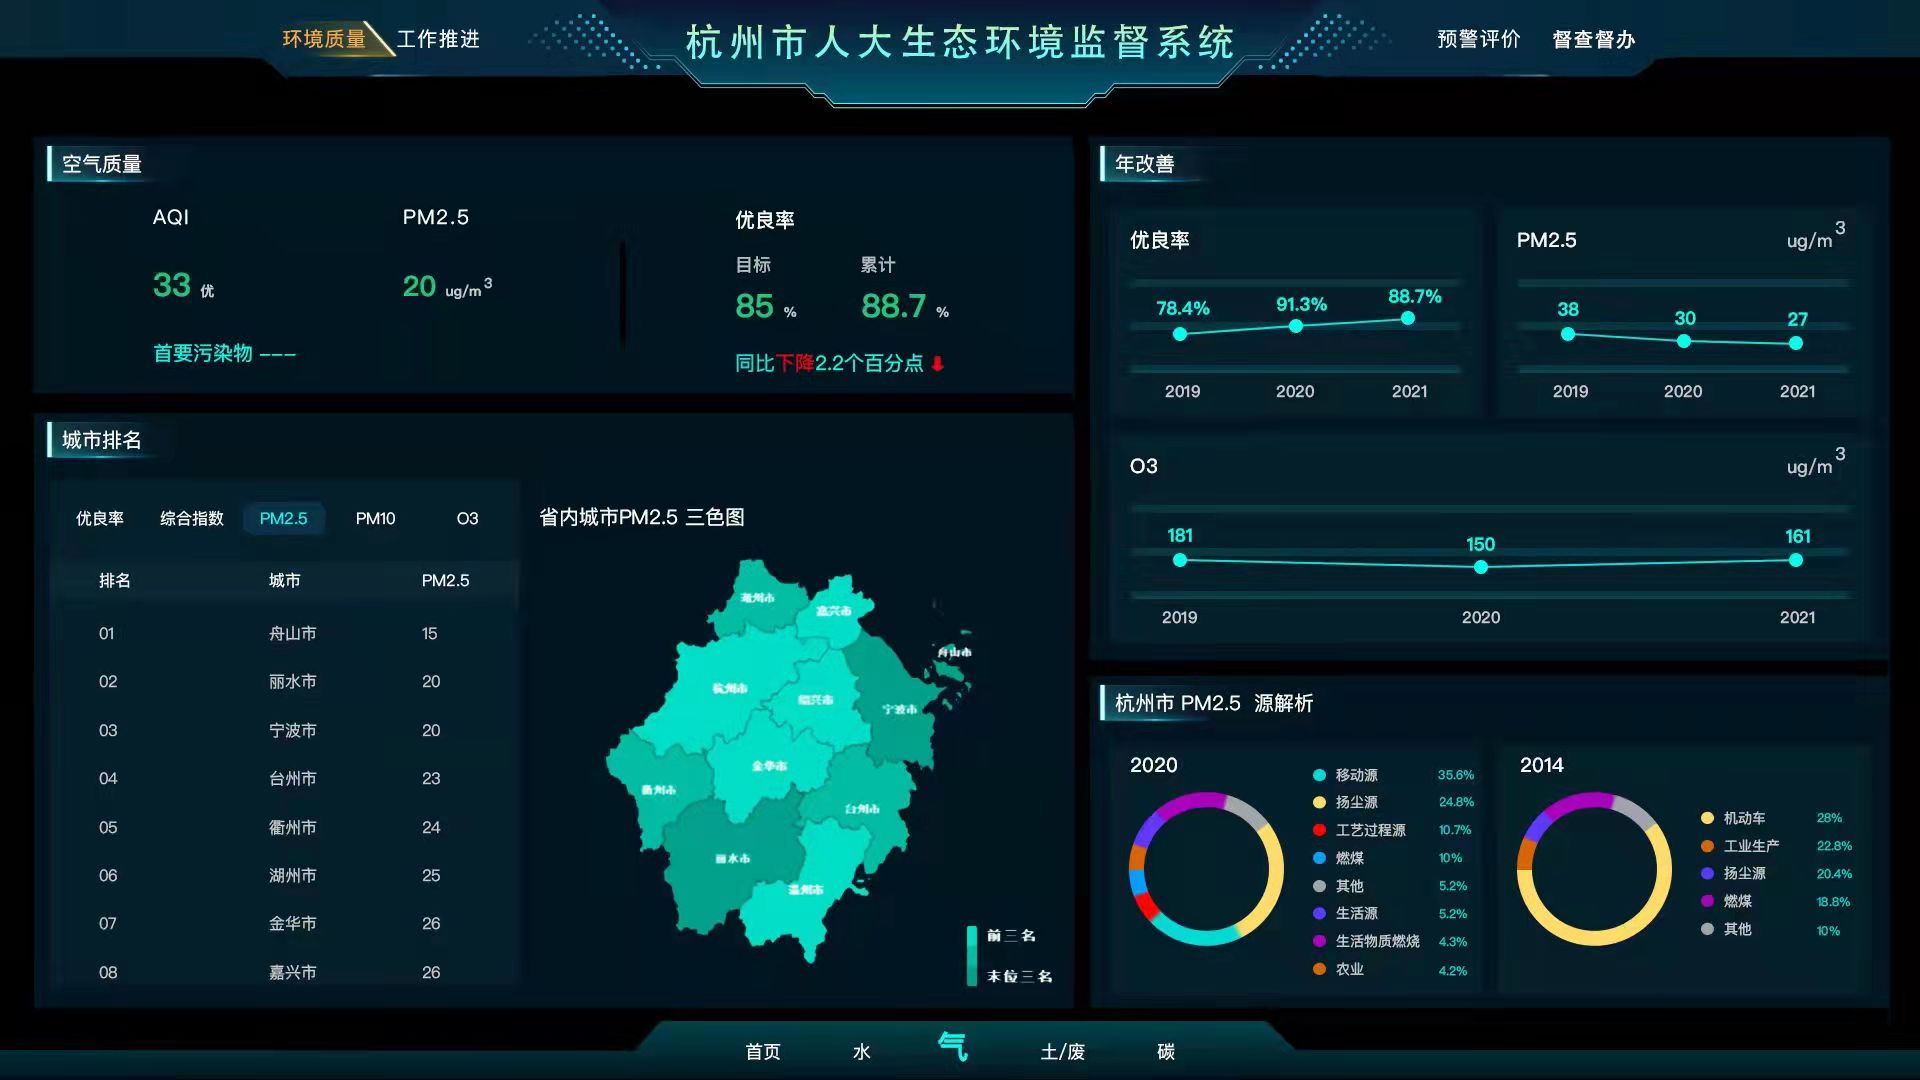 环境质量 工作推进 杭州市人大生态环境监督系统 预警评价 督查督办
空气质量
AQI PM2.5
33 优 20 ug/m3
首要污染物 ---
优良率
目标 累计
85 % 88.7 %
同比下降2.2个百分点
城市排名
优良率 综合指数 PM2.5 PM10 O3
排名 城市 PM2.5
01 舟山市 15
02 丽水市 20
03 宁波市 20
04 台州市 23
05 衢州市 24
06 湖州市 25
07 金华市 26
08 嘉兴市 26
省内城市PM2.5 三色图
湖州市
嘉兴市
舟山市
杭州市
绍兴市
宁波市
金华市
衢州市
台州市
丽水市
温州市
前三名
末位三名
年改善
优良率
78.4% 91.3% 88.7%
2019 2020 2021
PM2.5 ug/m3
38 30 27
2019 2020 2021
O3 ug/m3
181 150 161
2019 2020 2021
杭州市 PM2.5 源解析
2020
移动源 35.6%
扬尘源 24.8%
工艺过程源 10.7%
燃煤 10%
其他 5.2%
生活源 5.2%
生活物质燃烧 4.3%
农业 4.2%
2014
机动车 28%
工业生产 22.8%
扬尘源 20.4%
燃煤 18.8%
其他 10%
首页 水 气 土/废 碳